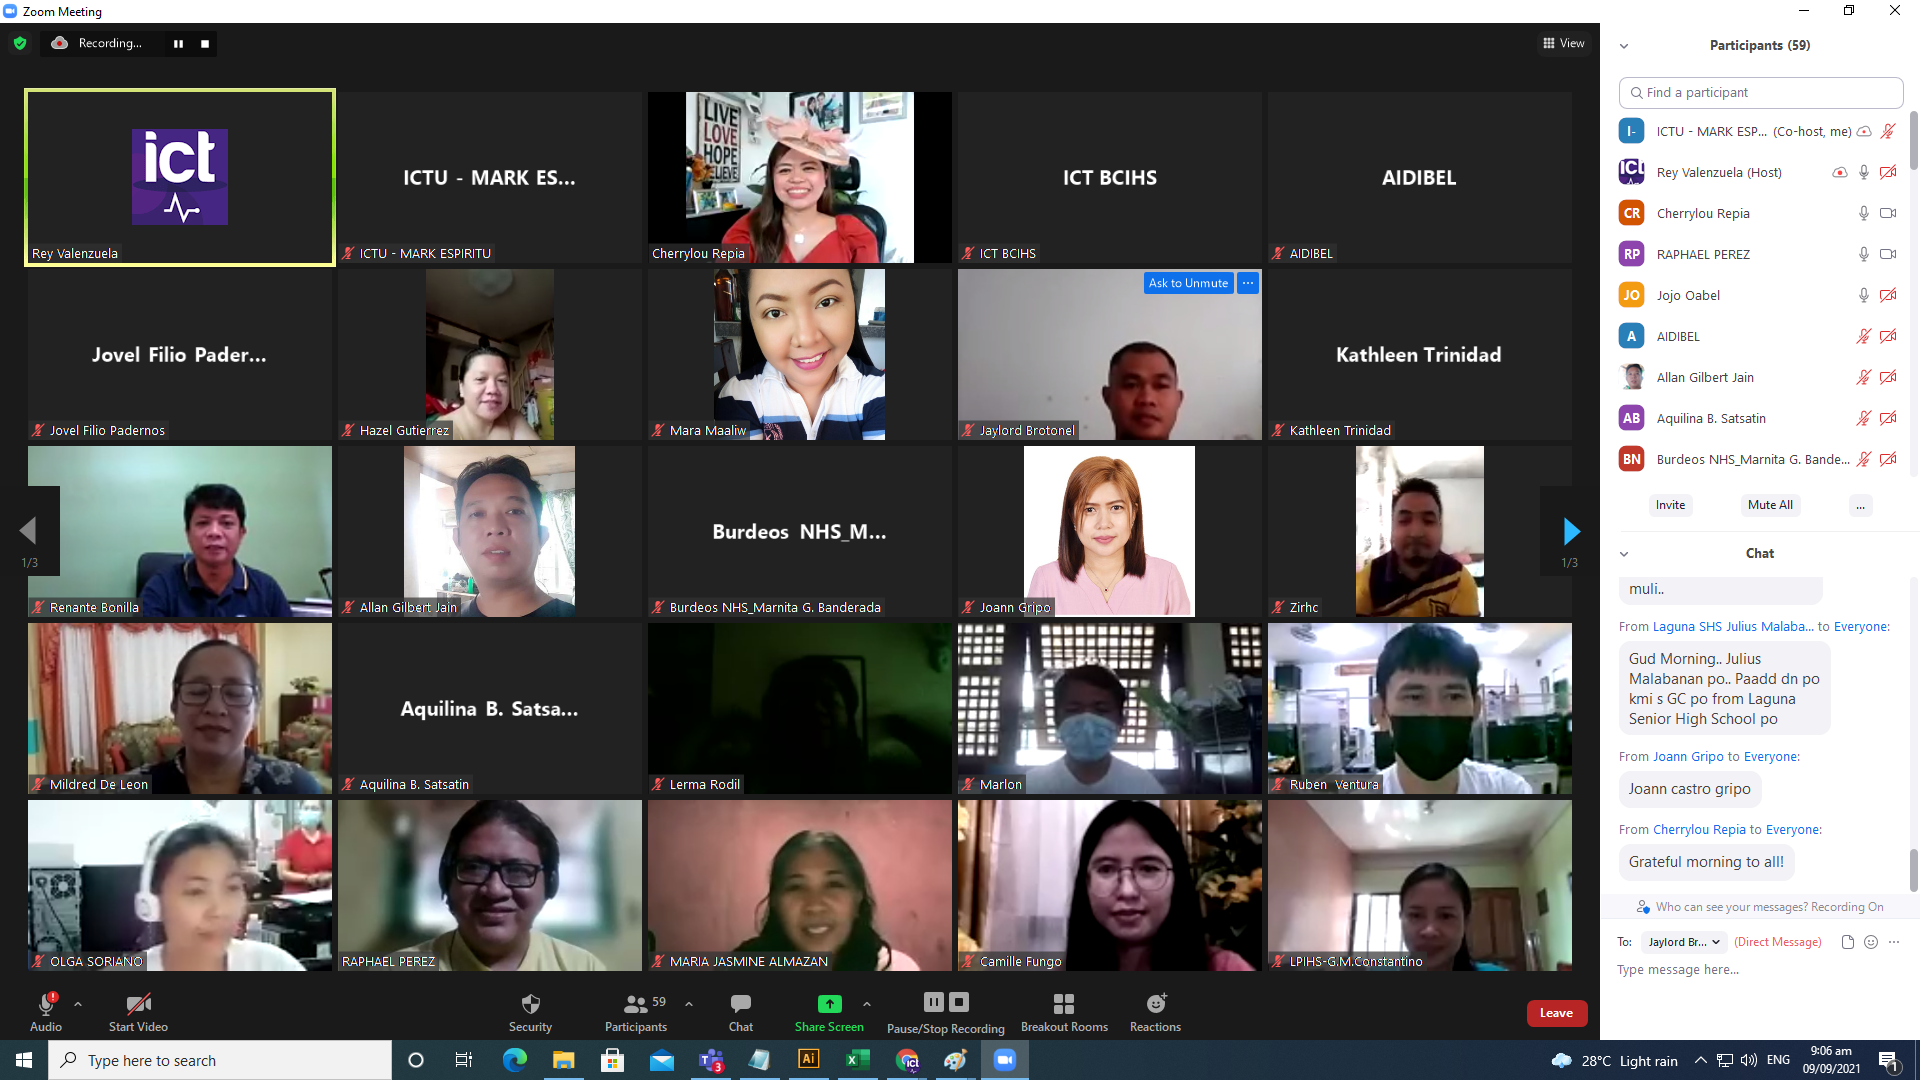 Zoom Meeting
Recording...
View
ict
Rey Valenzuela
ICTU - MARK ES...
ICTU - MARK ESPIRITU
LIVE
LOVE
HOPE
Cherrylou Repia
ICT BCIHS
ICT BCIHS
AIDIBEL
AIDIBEL
Jovel Filio Pader...
Jovel Filio Padernos
Hazel Gutierrez
Mara Maaliw
Ask to Unmute
Jaylord Brotonel
Kathleen Trinidad
Kathleen Trinidad
1/3
Renante Bonilla
Allan Gilbert Jain
Burdeos NHS_M...
Burdeos NHS_Marnita G. Banderada
Joann Gripo
Zirhc
1/3
Mildred De Leon
Aquilina B. Satsa...
Aquilina B. Satsatin
Lerma Rodil
Marlon
Ruben Ventura
OLGA SORIANO
RAPHAEL PEREZ
MARIA JASMINE ALMAZAN
Camille Fungo
LPIHS-G.M.Constantino
Audio
Start Video
Security
59
Participants
Chat
Share Screen
Pause/Stop Recording
Breakout Rooms
Reactions
Leave
Participants (59)
Find a participant
I- ICTU - MARK ESP... (Co-host, me)
ict Rey Valenzuela (Host)
CR Cherrylou Repia
RP RAPHAEL PEREZ
JO Jojo Oabel
A AIDIBEL
Allan Gilbert Jain
AB Aquilina B. Satsatin
BN Burdeos NHS_Marnita G. Bande...
Invite
Mute All
...
Chat
muli..
From Laguna SHS Julius Malaba... to Everyone:
Gud Morning.. Julius
Malabanan po.. Paadd dn po
kmi s GC po from Laguna
Senior High School po
From Joann Gripo to Everyone:
Joann castro gripo
From Cherrylou Repia to Everyone:
Grateful morning to all!
Who can see your messages? Recording On
To: Jaylord Br... (Direct Message)
Type message here...
Type here to search
3
Ai
ict
28°C Light rain
ENG
9:06 am
09/09/2021
1